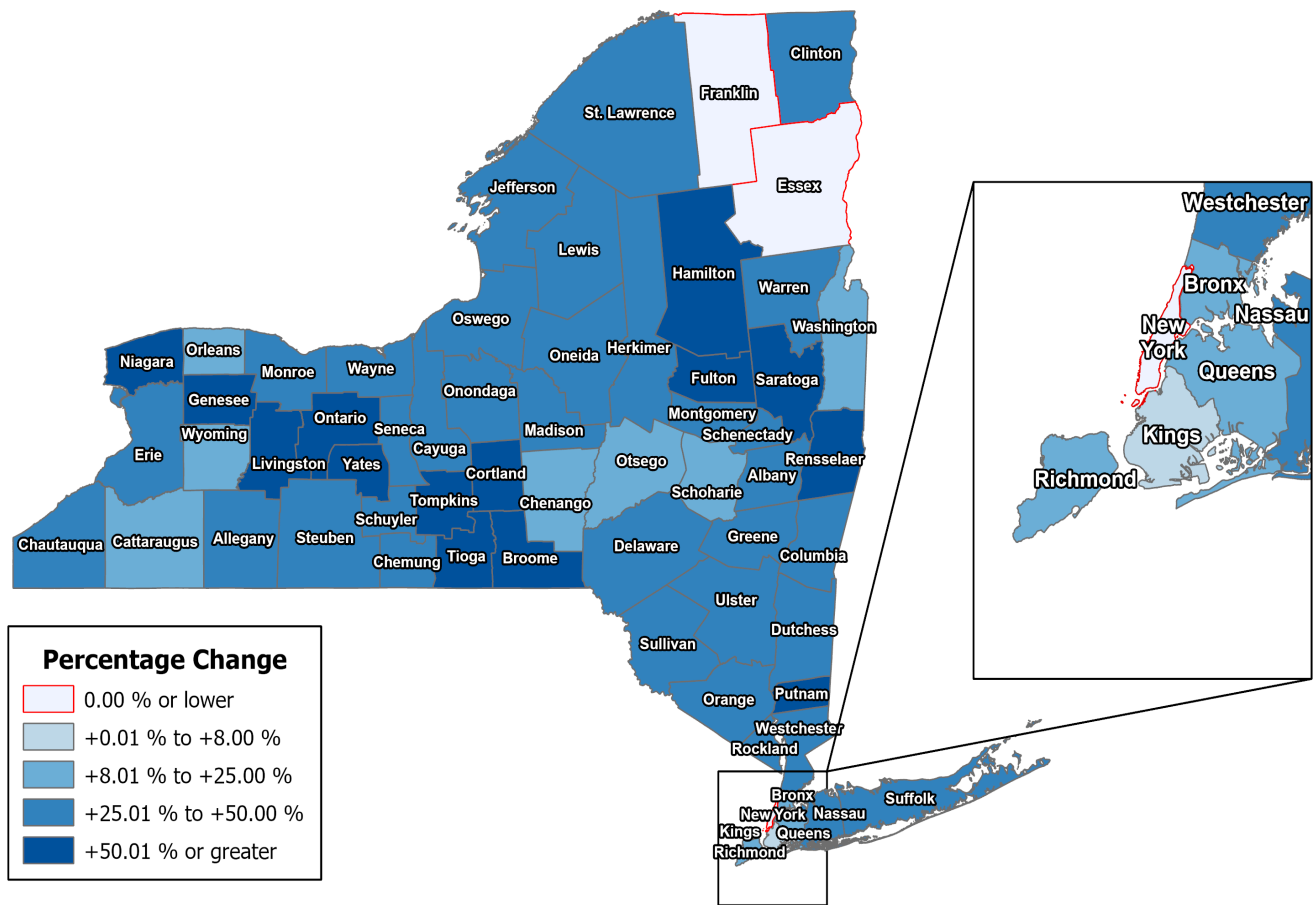 Clinton
Franklin
St. Lawrence
Essex
Jefferson
Lewis
Hamilton
Warren
Washington
Oswego
Oneida
Herkimer
Fulton
Saratoga
Niagara
Orleans
Monroe
Wayne
Genesee
Onondaga
Ontario
Seneca
Cayuga
Madison
Montgomery
Schenectady
Wyoming
Erie
Livingston
Yates
Cortland
Otsego
Rensselaer
Albany
Schoharie
Tompkins
Chenango
Schuyler
Chautauqua
Cattaraugus
Allegany
Steuben
Chemung
Tioga
Broome
Delaware
Greene
Columbia
Ulster
Dutchess
Sullivan
Orange
Putnam
Westchester
Rockland
Bronx
New York
Nassau
Suffolk
Kings
Queens
Richmond
Westchester
Bronx
Nassau
New
York
Queens
Kings
Richmond
Percentage Change
0.00 % or lower
+0.01 % to +8.00 %
+8.01 % to +25.00 %
+25.01 % to +50.00 %
+50.01 % or greater